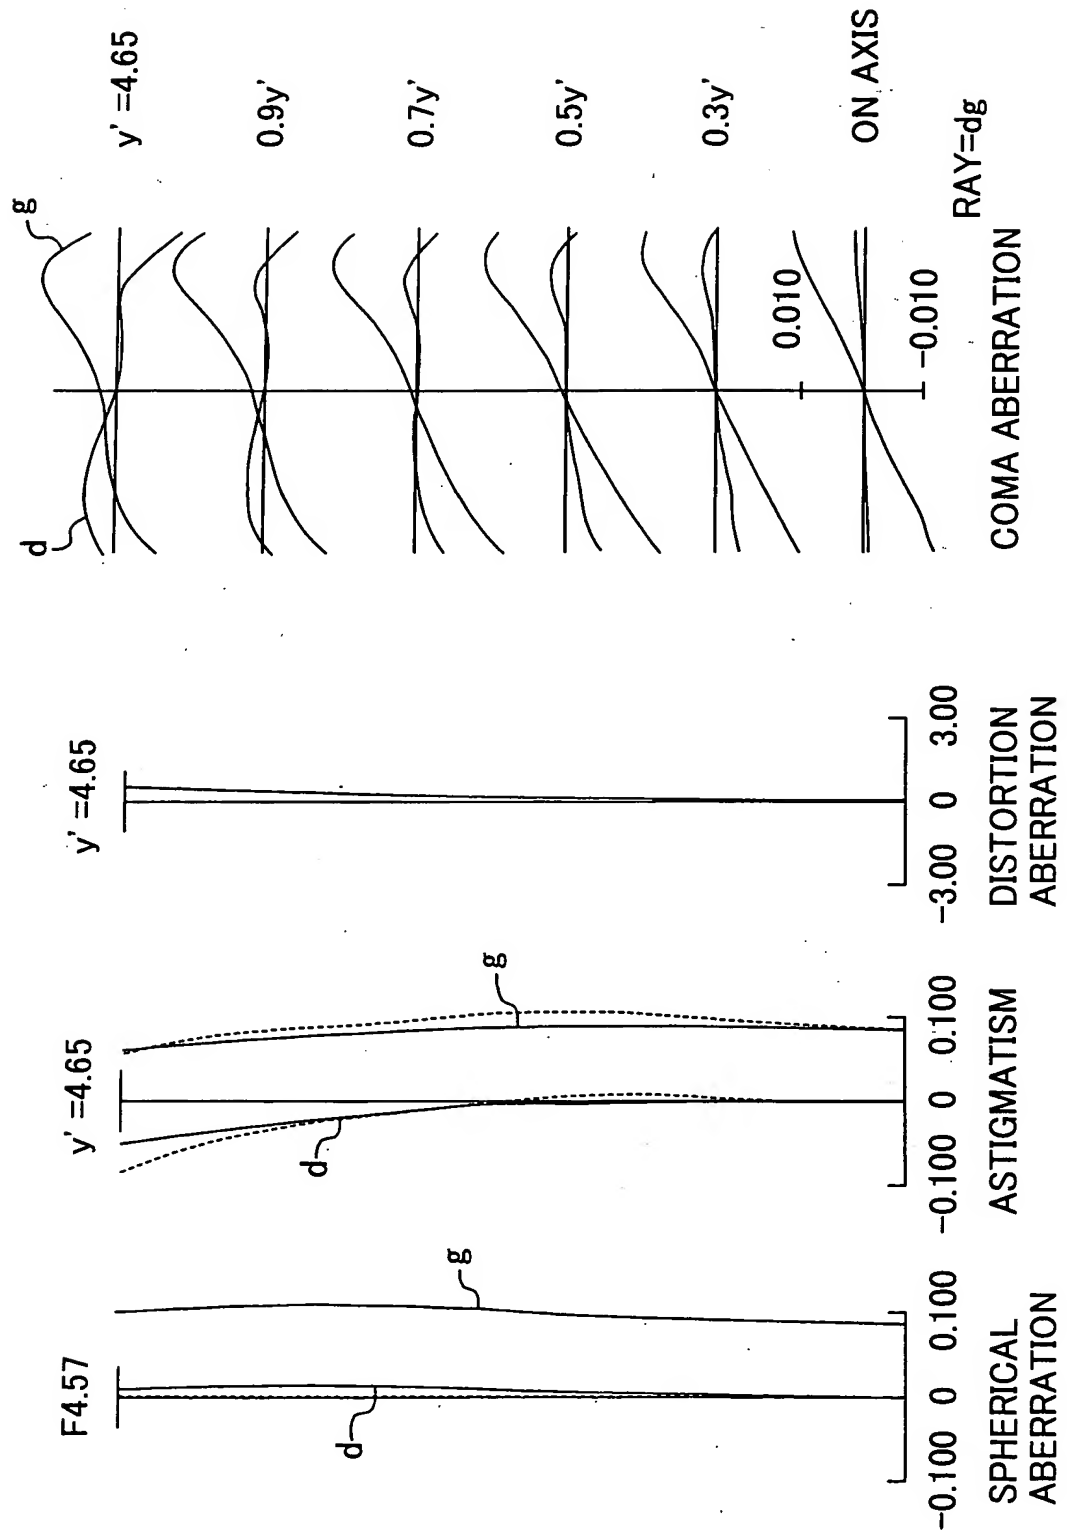 F4.57
d
g
-0.100
0
0.100
SPHERICAL
ABERRATION
y' =4.65
d
g
-0.100
0
0.100
ASTIGMATISM
y' =4.65
-3.00
0
3.00
DISTORTION
ABERRATION
d
g
y' =4.65
0.9y'
0.7y'
0.5y'
0.3y'
0.010
ON AXIS
-0.010
RAY=dg
COMA ABERRATION